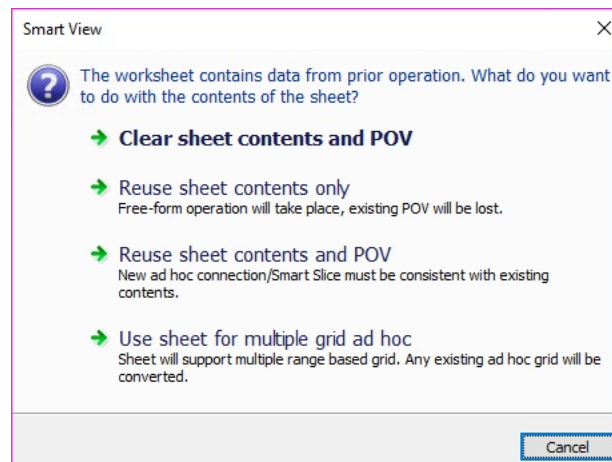 Smart View
The worksheet contains data from prior operation. What do you want
to do with the contents of the sheet?
Clear sheet contents and POV
Reuse sheet contents only
Free-form operation will take place, existing POV will be lost.
Reuse sheet contents and POV
New ad hoc connection/Smart Slice must be consistent with existing
contents.
Use sheet for multiple grid ad hoc
Sheet will support multiple range based grid. Any existing ad hoc grid will be
converted.
Cancel